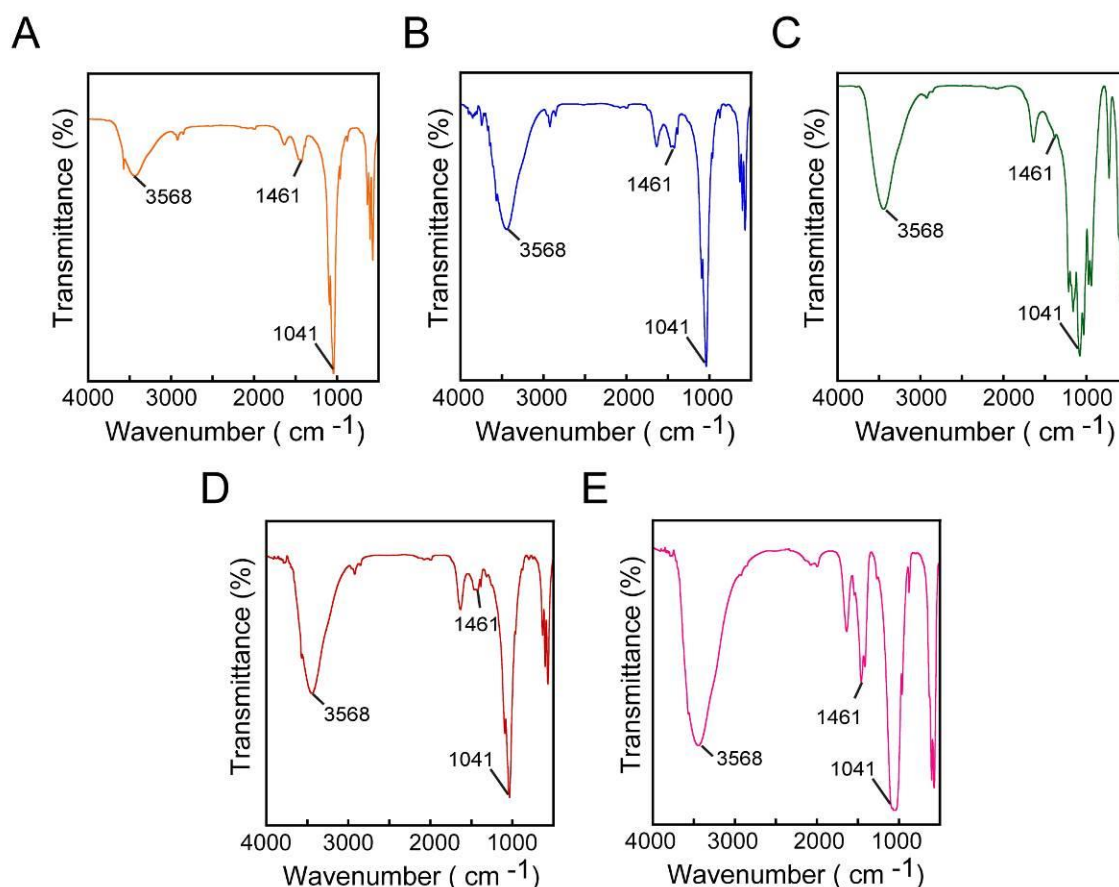 A
Transmittance (%)
3568
1461
1041
4000 3000 2000 1000
Wavenumber ( cm -1)
B
Transmittance (%)
3568
1461
1041
4000 3000 2000 1000
Wavenumber ( cm -1)
C
Transmittance (%)
3568
1461
1041
4000 3000 2000 1000
Wavenumber ( cm -1)
D
Transmittance (%)
3568
1461
1041
4000 3000 2000 1000
Wavenumber ( cm -1)
E
Transmittance (%)
3568
1461
1041
4000 3000 2000 1000
Wavenumber ( cm -1)